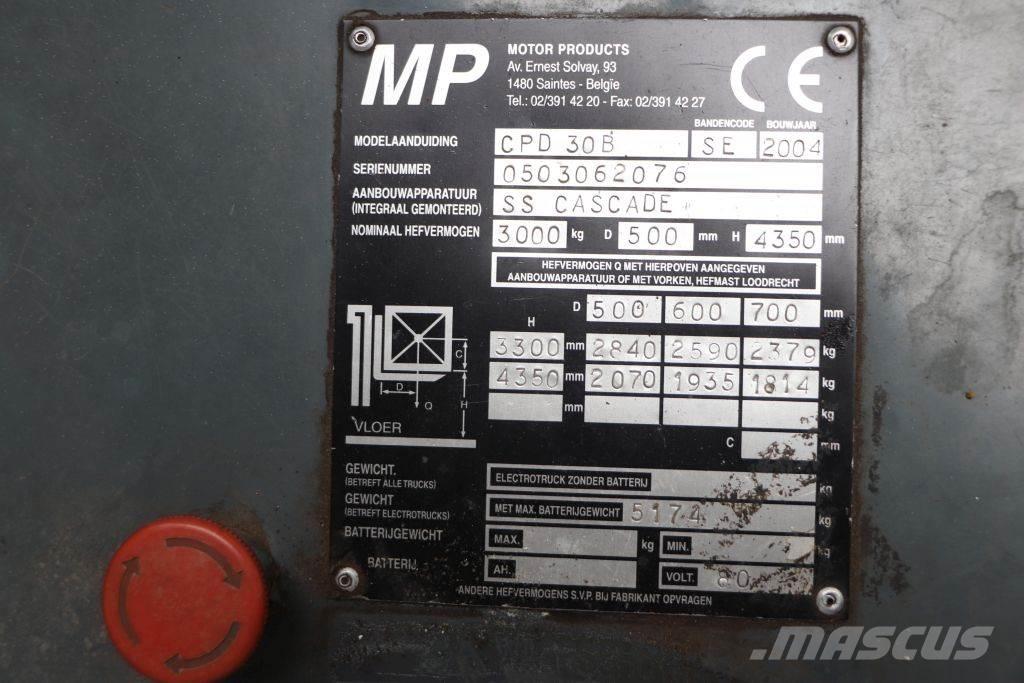 MP
MOTOR PRODUCTS
Av. Ernest Solvay, 93
1480 Saintes - Belgïe
Tel.: 02/391 42 20 - Fax: 02/391 42 27
CE
BANDENCODE BOUWJAAR
MODELAANDUIDING CPD 30B SE 2004
SERIENUMMER 0503062076
AANBOUWAPPARATUUR
(INTEGRAAL GEMONTEERD) SS CASCADE
NOMINAAL HEFVERMOGEN 3000 kg D 500 mm H 4350 mm
HEFVERMOGEN Q MET HIERPOVEN AANGEGEVEN
AANBOUWAPPARATUUR OF MET VORKEN, HEFMAST LOODRECHT
D 500 600 700 mm
H
3300 mm 2840 2590 2379 kg
4350 mm 2070 1935 1814 kg
mm kg
C mm
C
D
Q
H
VLOER
GEWICHT.
(BETREFT ALLE TRUCKS) ELECTROTRUCK ZONDER BATTERIJ kg
GEWICHT
(BETREFT ELECTROTRUCKS) MET MAX. BATTERIJGEWICHT 5174 kg
BATTERIJGEWICHT MAX. kg MIN. kg
BATTERIJ. AH. VOLT. 80
ANDERE HEFVERMOGENS S.V.P. BIJ FABRIKANT OPVRAGEN
.MASCUS